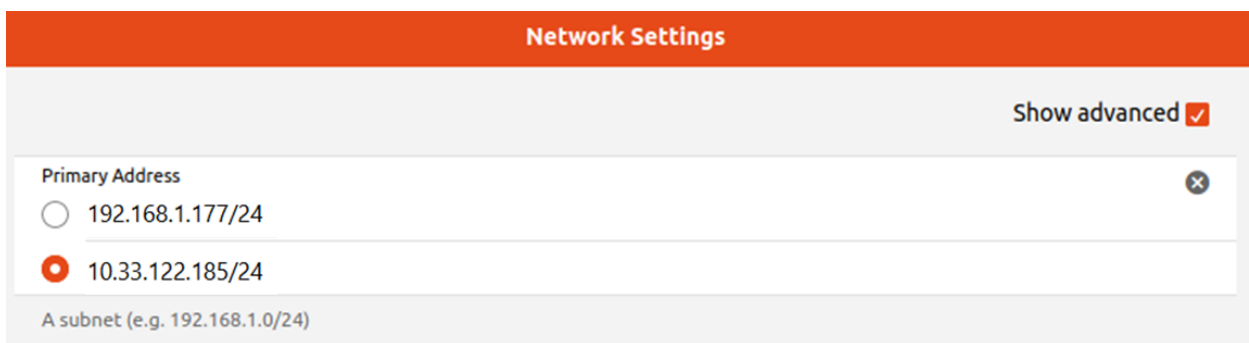 Network Settings
Show advanced
Primary Address
192.168.1.177/24
10.33.122.185/24
A subnet (e.g. 192.168.1.0/24)